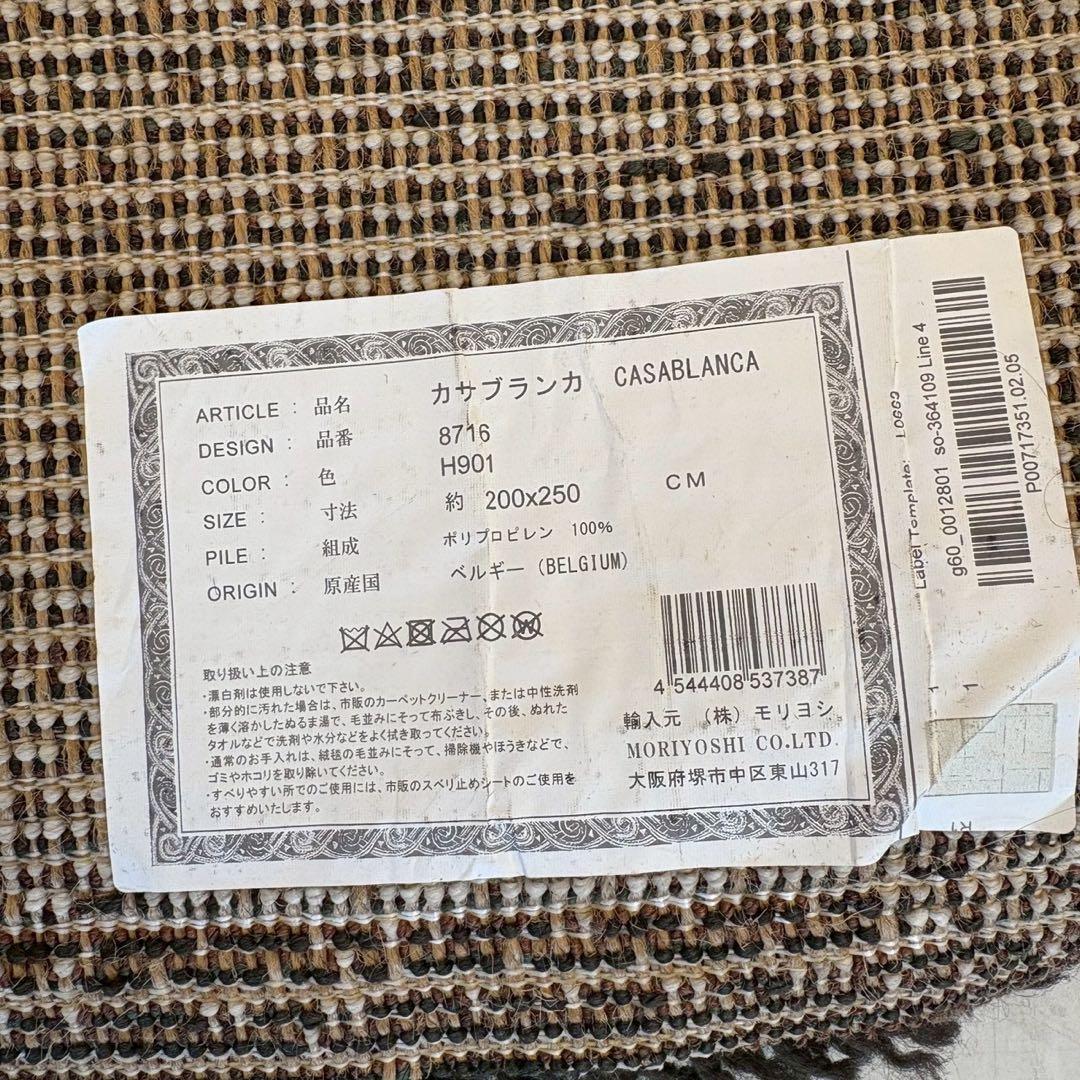 ARTICLE : 品名 カサブランカ CASABLANCA
DESIGN : 品番 8716
COLOR : 色 H901
SIZE : 寸法 約 200x250 CM
PILE : 組成 ポリプロピレン 100%
ORIGIN : 原産国 ベルギー (BELGIUM)
取り扱い上の注意
・漂白剤は使用しないで下さい。
・部分的に汚れた場合は、市販のカーペットクリーナー、または中性洗剤
を薄く溶かしたぬるま湯で、毛並みにそって布ぶきし、その後、ぬれた
タオルなどで洗剤や水分などをよく拭き取ってください。
・通常のお手入れは、絨毯の毛並みにそって、掃除機やほうきなどで、
ゴミやホコリを取り除いてください。
・すべりやすい所でのご使用には、市販のスベリ止めシートのご使用を
おすすめいたします。
4 544408 537387
輸入元 (株) モリヨシ
MORIYOSHI CO.LTD.
大阪府堺市中区東山317
Label Template:
g60_0012801 so-364109 Line 4
P00717351.02.05
1
1